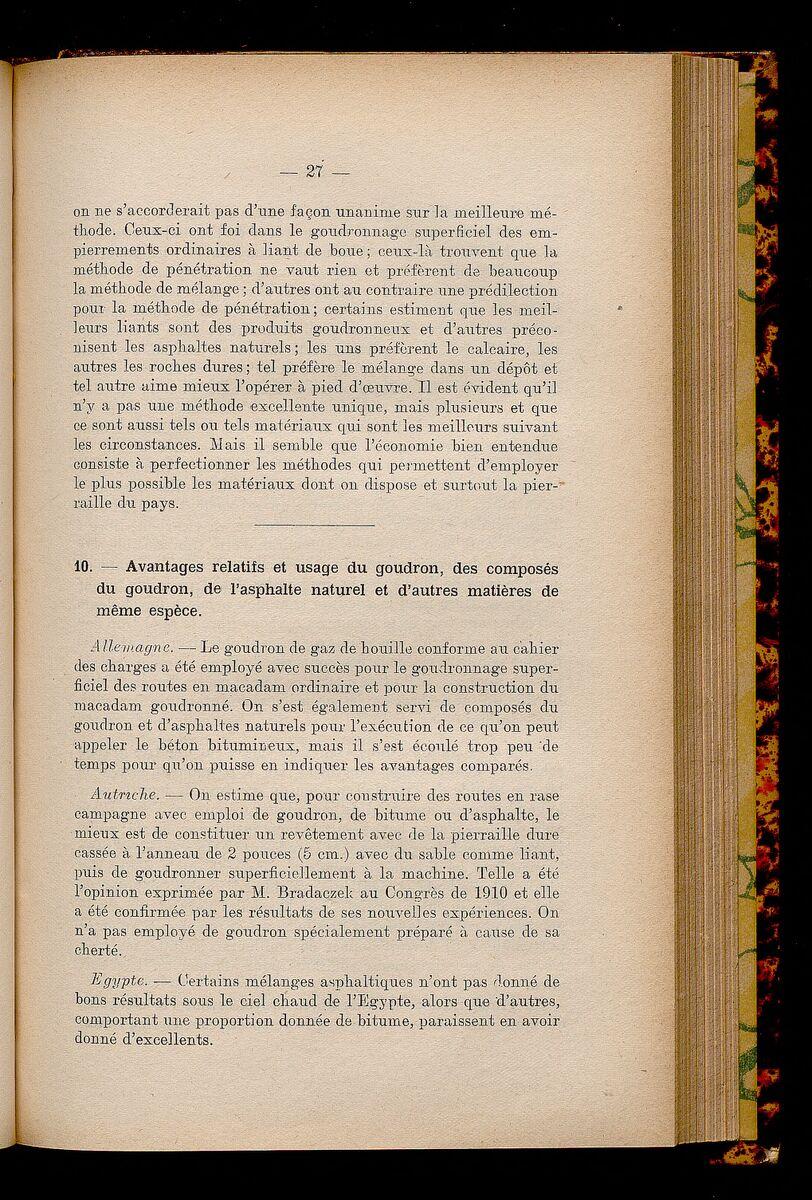 — 27 —
on ne s'accorderait pas d'une façon unanime sur la meilleure mé-
thode. Ceux-ci ont foi dans le goudronnage superficiel des em-
pierrements ordinaires à liant de boue; ceux-là trouvent que la
méthode de pénétration ne vaut rien et préfèrent de beaucoup
la méthode de mélange; d'autres ont au contraire une prédilection
pour la méthode de pénétration; certains estiment que les meil-
leurs liants sont des produits goudronneux et d'autres préco-
nisent les asphaltes naturels; les uns préfèrent le calcaire, les
autres les roches dures; tel préfère le mélange dans un dépôt et
tel autre aime mieux l'opérer à pied d'œuvre. Il est évident qu'il
n'y a pas une méthode excellente unique, mais plusieurs et que
ce sont aussi tels ou tels matériaux qui sont les meilleurs suivant
les circonstances. Mais il semble que l'économie bien entendue
consiste à perfectionner les méthodes qui permettent d'employer
le plus possible les matériaux dont on dispose et surtout la pier-
raille du pays.
10. — Avantages relatifs et usage du goudron, des composés
du goudron, de l'asphalte naturel et d'autres matières de
même espèce.
Allemagne. — Le goudron de gaz de houille conforme au cahier
des charges a été employé avec succès pour le goudronnage super-
ficiel des routes en macadam ordinaire et pour la construction du
macadam goudronné. On s'est également servi de composés du
goudron et d'asphaltes naturels pour l'exécution de ce qu'on peut
appeler le béton bitumineux, mais il s'est écoulé trop peu de
temps pour qu'on puisse en indiquer les avantages comparés.
Autriche. — On estime que, pour construire des routes en rase
campagne avec emploi de goudron, de bitume ou d'asphalte, le
mieux est de constituer un revêtement avec de la pierraille dure
cassée à l'anneau de 2 pouces (5 cm.) avec du sable comme liant,
puis de goudronner superficiellement à la machine. Telle a été
l'opinion exprimée par M. Bradaczek au Congrès de 1910 et elle
a été confirmée par les résultats de ses nouvelles expériences. On
n'a pas employé de goudron spécialement préparé à cause de sa
cherté.
Egypte. — Certains mélanges asphaltiques n'ont pas donné de
bons résultats sous le ciel chaud de l'Egypte, alors que d'autres,
comportant une proportion donnée de bitume, paraissent en avoir
donné d'excellents.